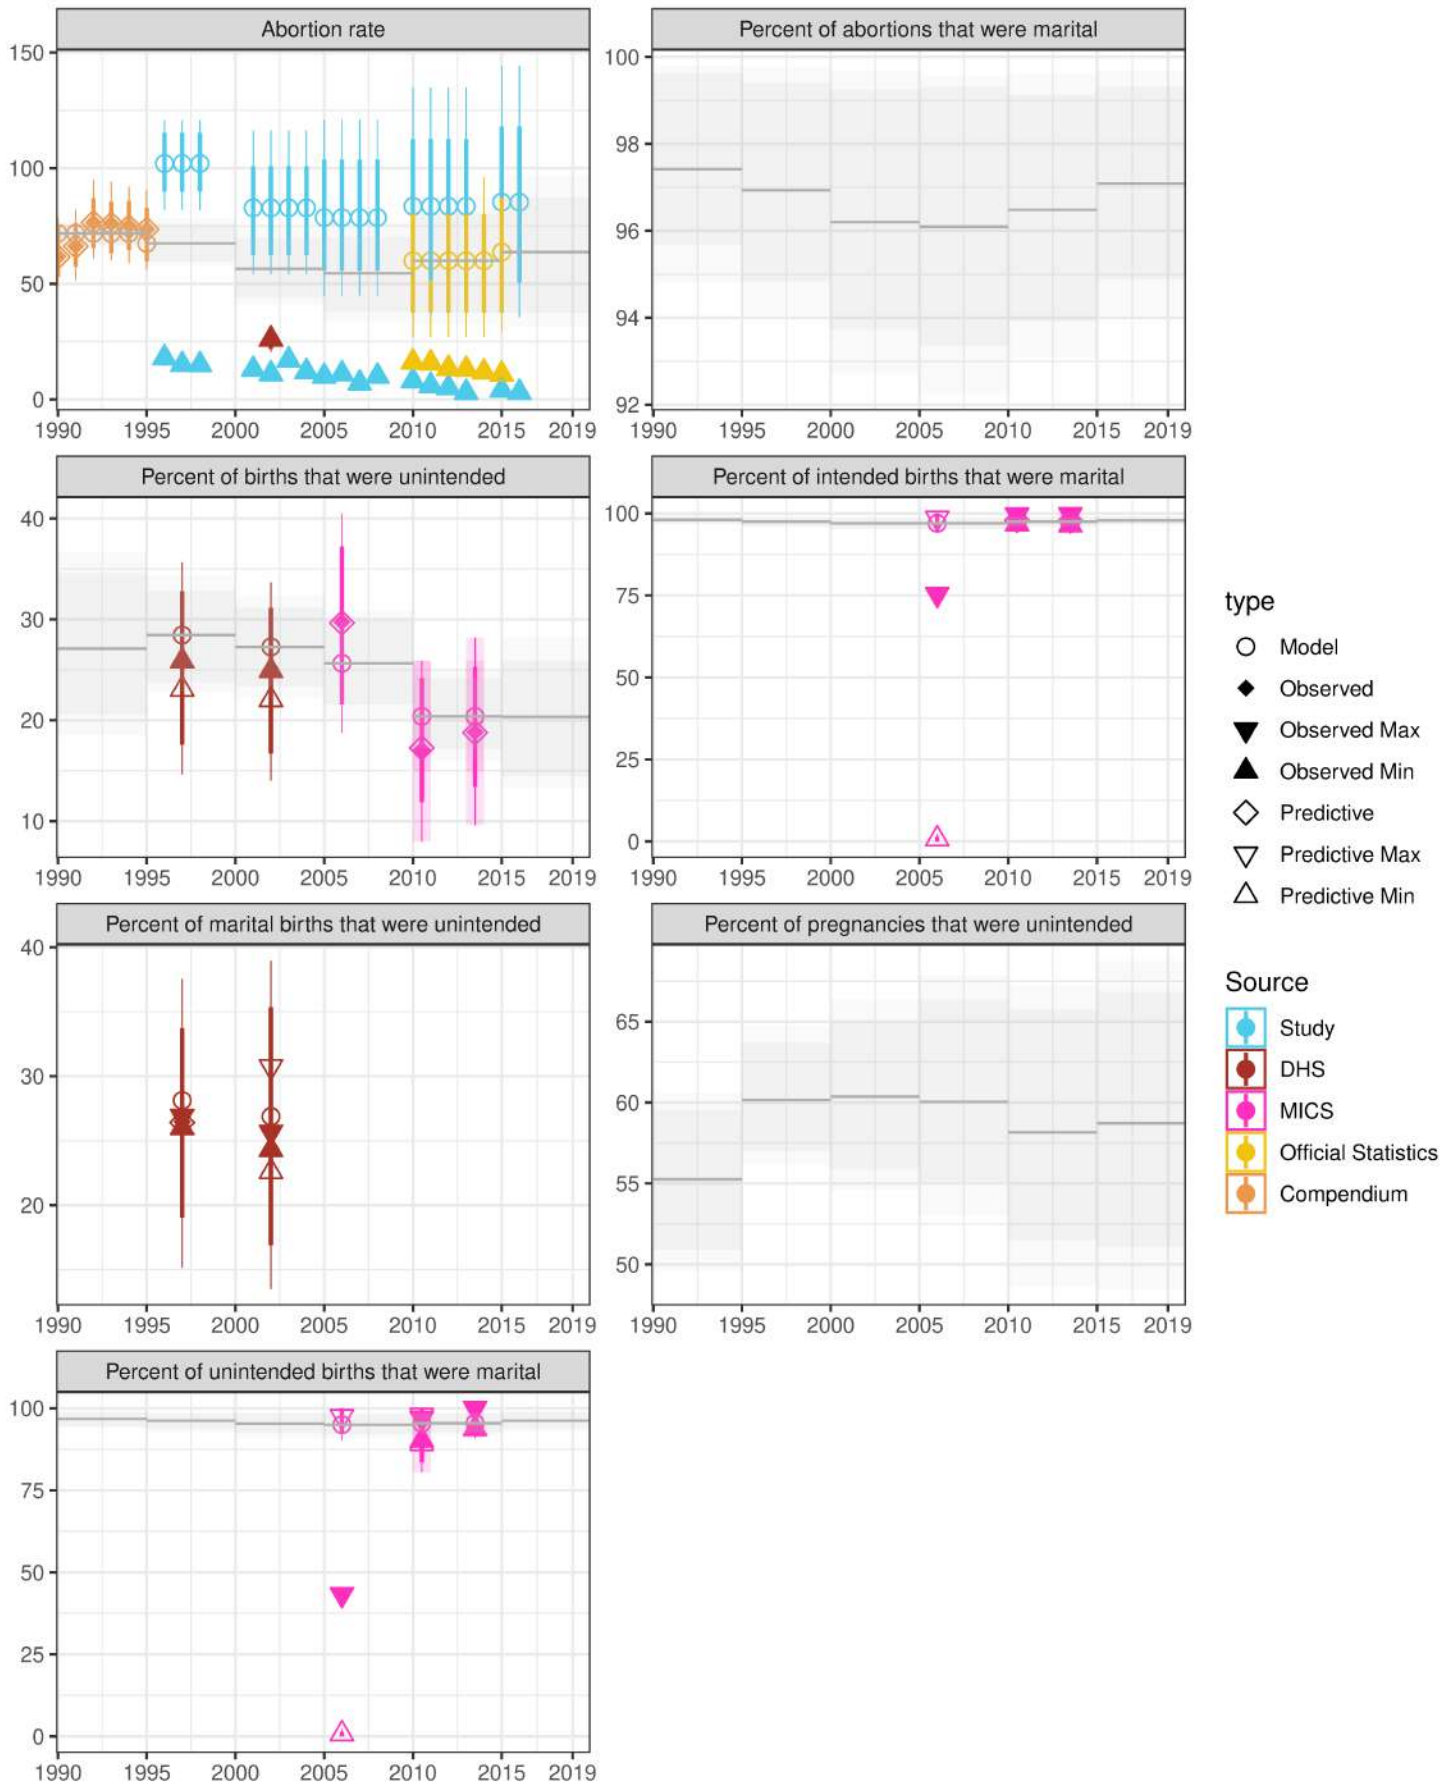 Abortion rate
150
100
50
0
1990 1995 2000 2005 2010 2015 2019
Percent of abortions that were marital
100
98
96
94
92
1990 1995 2000 2005 2010 2015 2019
Percent of births that were unintended
40
30
20
10
1990 1995 2000 2005 2010 2015 2019
Percent of intended births that were marital
100
75
50
25
0
1990 1995 2000 2005 2010 2015 2019
Percent of marital births that were unintended
40
30
20
1990 1995 2000 2005 2010 2015 2019
Percent of pregnancies that were unintended
65
60
55
50
1990 1995 2000 2005 2010 2015 2019
Percent of unintended births that were marital
100
75
50
25
0
1990 1995 2000 2005 2010 2015 2019
type
Model
Observed
Observed Max
Observed Min
Predictive
Predictive Max
Predictive Min
Source
Study
DHS
MICS
Official Statistics
Compendium